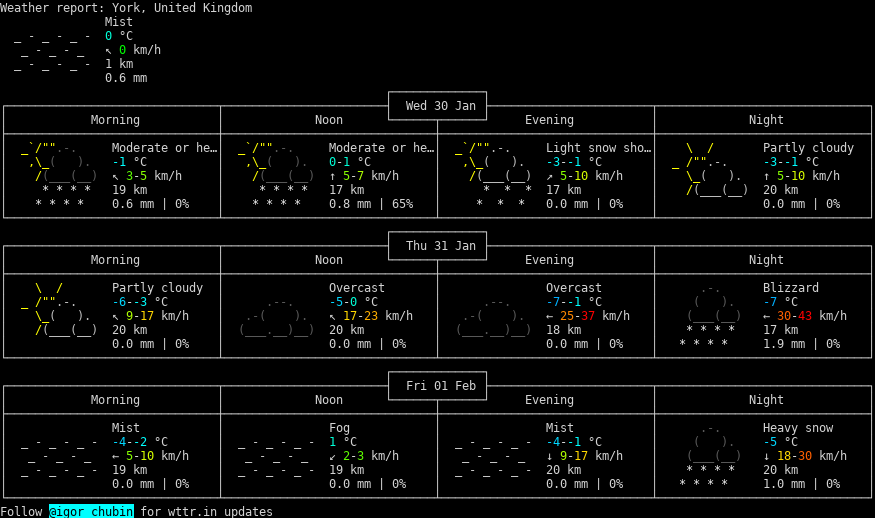 Weather report: York, United Kingdom
Mist
0 °C
↖ 0 km/h
1 km
0.6 mm
Wed 30 Jan
Morning Noon Evening Night
Moderate or he… Moderate or he… Light snow sho… Partly cloudy
-1 °C 0-1 °C -3--1 °C -3--1 °C
↖ 3-5 km/h ↑ 5-7 km/h ↗ 5-10 km/h ↑ 5-10 km/h
19 km 17 km 17 km 20 km
0.6 mm | 0% 0.8 mm | 65% 0.0 mm | 0% 0.0 mm | 0%
Thu 31 Jan
Morning Noon Evening Night
Partly cloudy Overcast Overcast Blizzard
-6--3 °C -5-0 °C -7--1 °C -7 °C
↖ 9-17 km/h ↖ 17-23 km/h ← 25-37 km/h ← 30-43 km/h
20 km 20 km 18 km 17 km
0.0 mm | 0% 0.0 mm | 0% 0.0 mm | 0% 1.9 mm | 0%
Fri 01 Feb
Morning Noon Evening Night
Mist Fog Mist Heavy snow
-4--2 °C 1 °C -4--1 °C -5 °C
← 5-10 km/h ↙ 2-3 km/h ↓ 9-17 km/h ↓ 18-30 km/h
19 km 19 km 20 km 20 km
0.0 mm | 0% 0.0 mm | 0% 0.0 mm | 0% 1.0 mm | 0%
Follow @igor_chubin for wttr.in updates